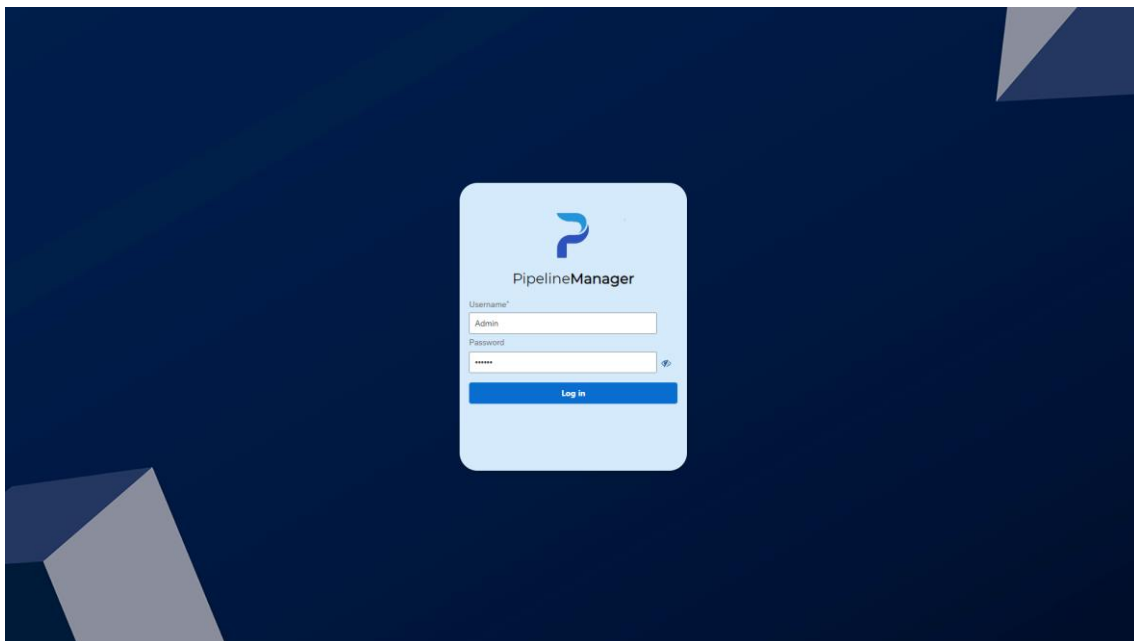 PipelineManager
Username*
Admin
Password
••••••
Log in